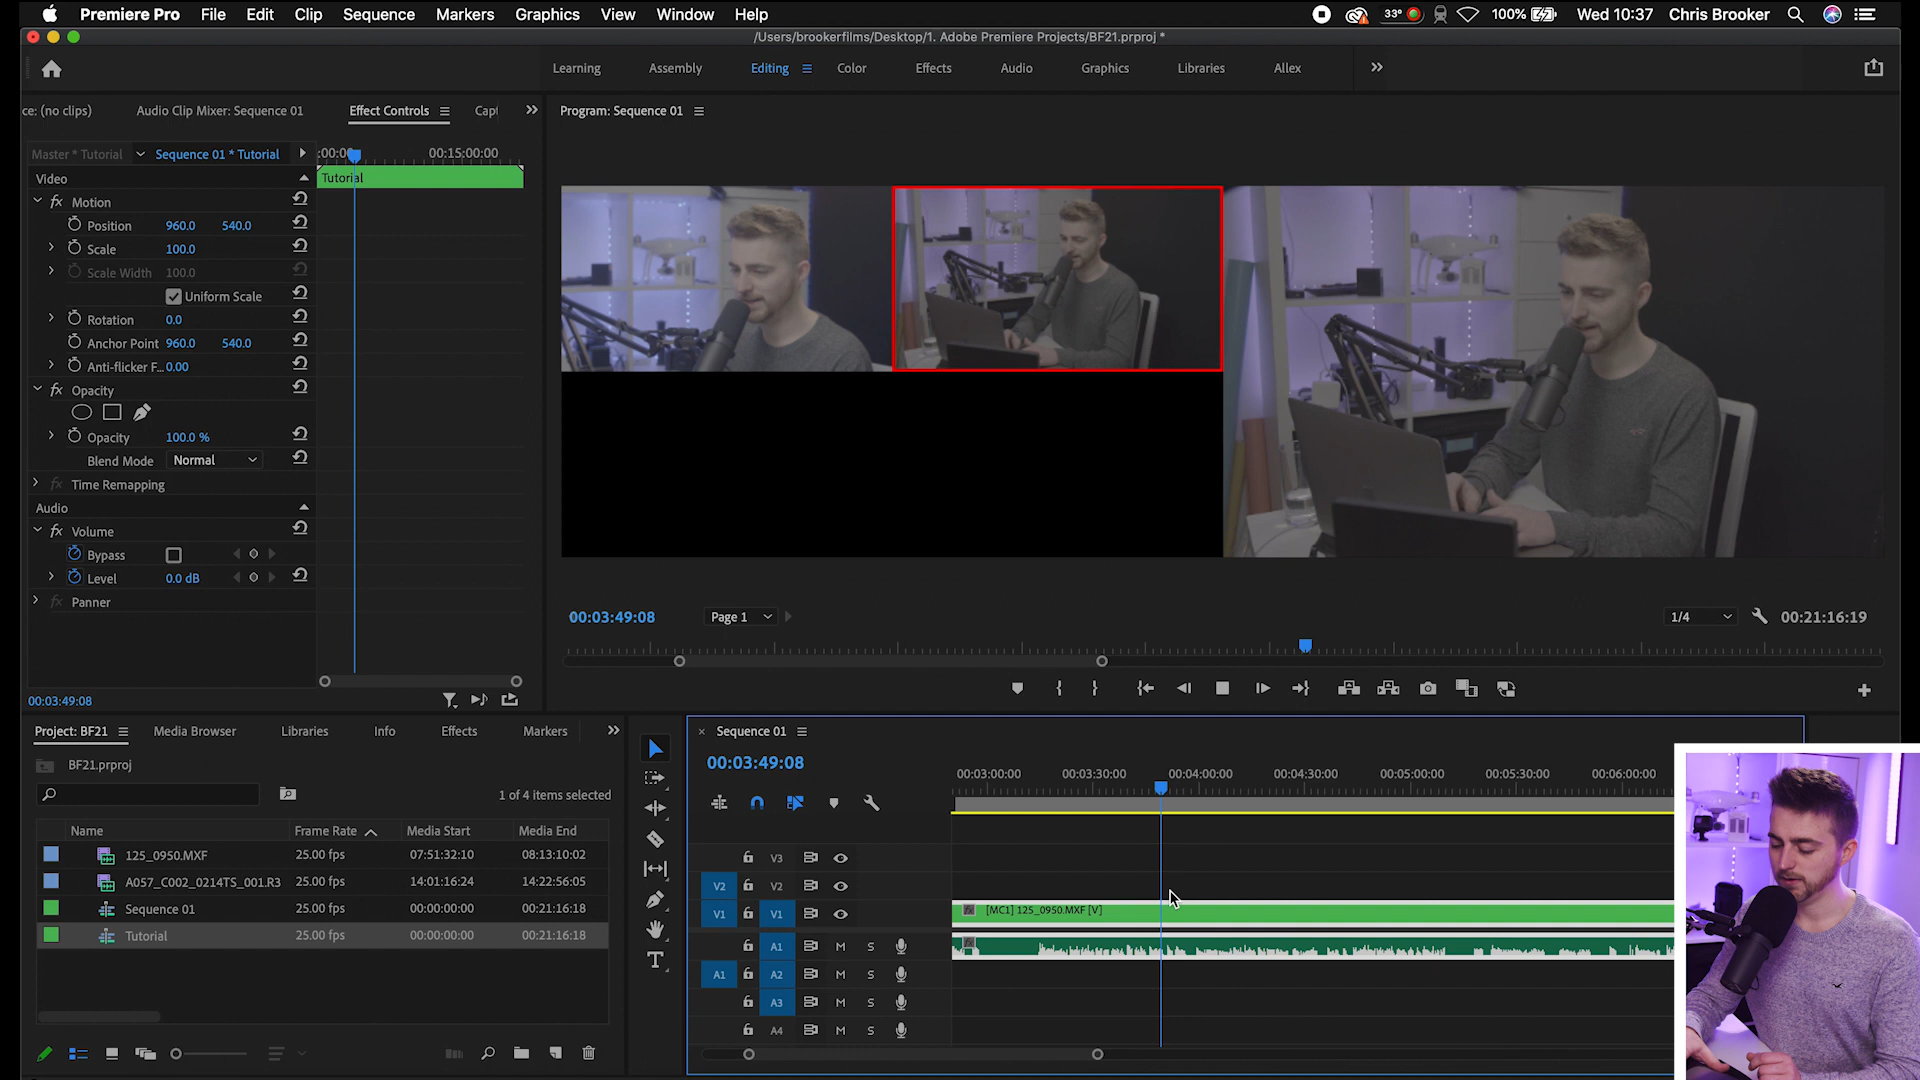 Premiere Pro File Edit Clip Sequence Markers Graphics View Window Help 33° 100% Wed 10:37 Chris Brooker
/Users/brookerfilms/Desktop/1. Adobe Premiere Projects/BF21.prproj *
Learning Assembly Editing Color Effects Audio Graphics Libraries Allex
ce: (no clips) Audio Clip Mixer: Sequence 01 Effect Controls Capt
Program: Sequence 01
Master * Tutorial Sequence 01 * Tutorial
:00:00 00:15:00:00
Video
Tutorial
fx Motion
Position 960.0 540.0
Scale 100.0
Scale Width 100.0
Uniform Scale
Rotation 0.0
Anchor Point 960.0 540.0
Anti-flicker F... 0.00
fx Opacity
Opacity 100.0 %
Blend Mode Normal
fx Time Remapping
Audio
fx Volume
Bypass
Level 0.0 dB
fx Panner
00:03:49:08
00:03:49:08 Page 1 1/4 00:21:16:19
Project: BF21 Media Browser Libraries Info Effects Markers
BF21.prproj
1 of 4 items selected
Name Frame Rate Media Start Media End
125_0950.MXF 25.00 fps 07:51:32:10 08:13:10:02
A057_C002_0214TS_001.R3 25.00 fps 14:01:16:24 14:22:56:05
Sequence 01 25.00 fps 00:00:00:00 00:21:16:18
Tutorial 25.00 fps 00:00:00:00 00:21:16:18
T
× Sequence 01
00:03:49:08
00:03:00:00 00:03:30:00 00:04:00:00 00:04:30:00 00:05:00:00 00:05:30:00 00:06:00:00
V3
V2 V2
V1 V1
[MC1] 125_0950.MXF [V]
A1 M S
A1 A2 M S
A3 M S
A4 M S